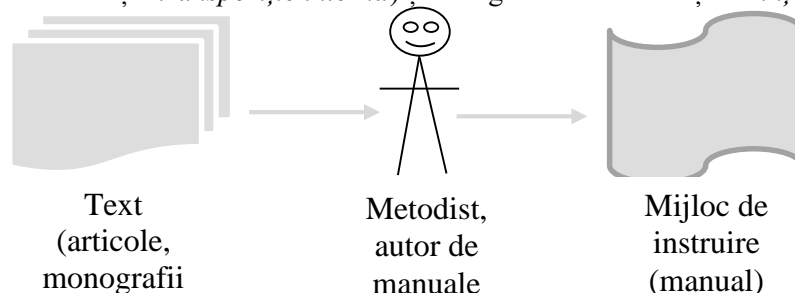 Text
(articole,
monografii
Metodist,
autor de
manuale
Mijloc de
instruire
(manual)